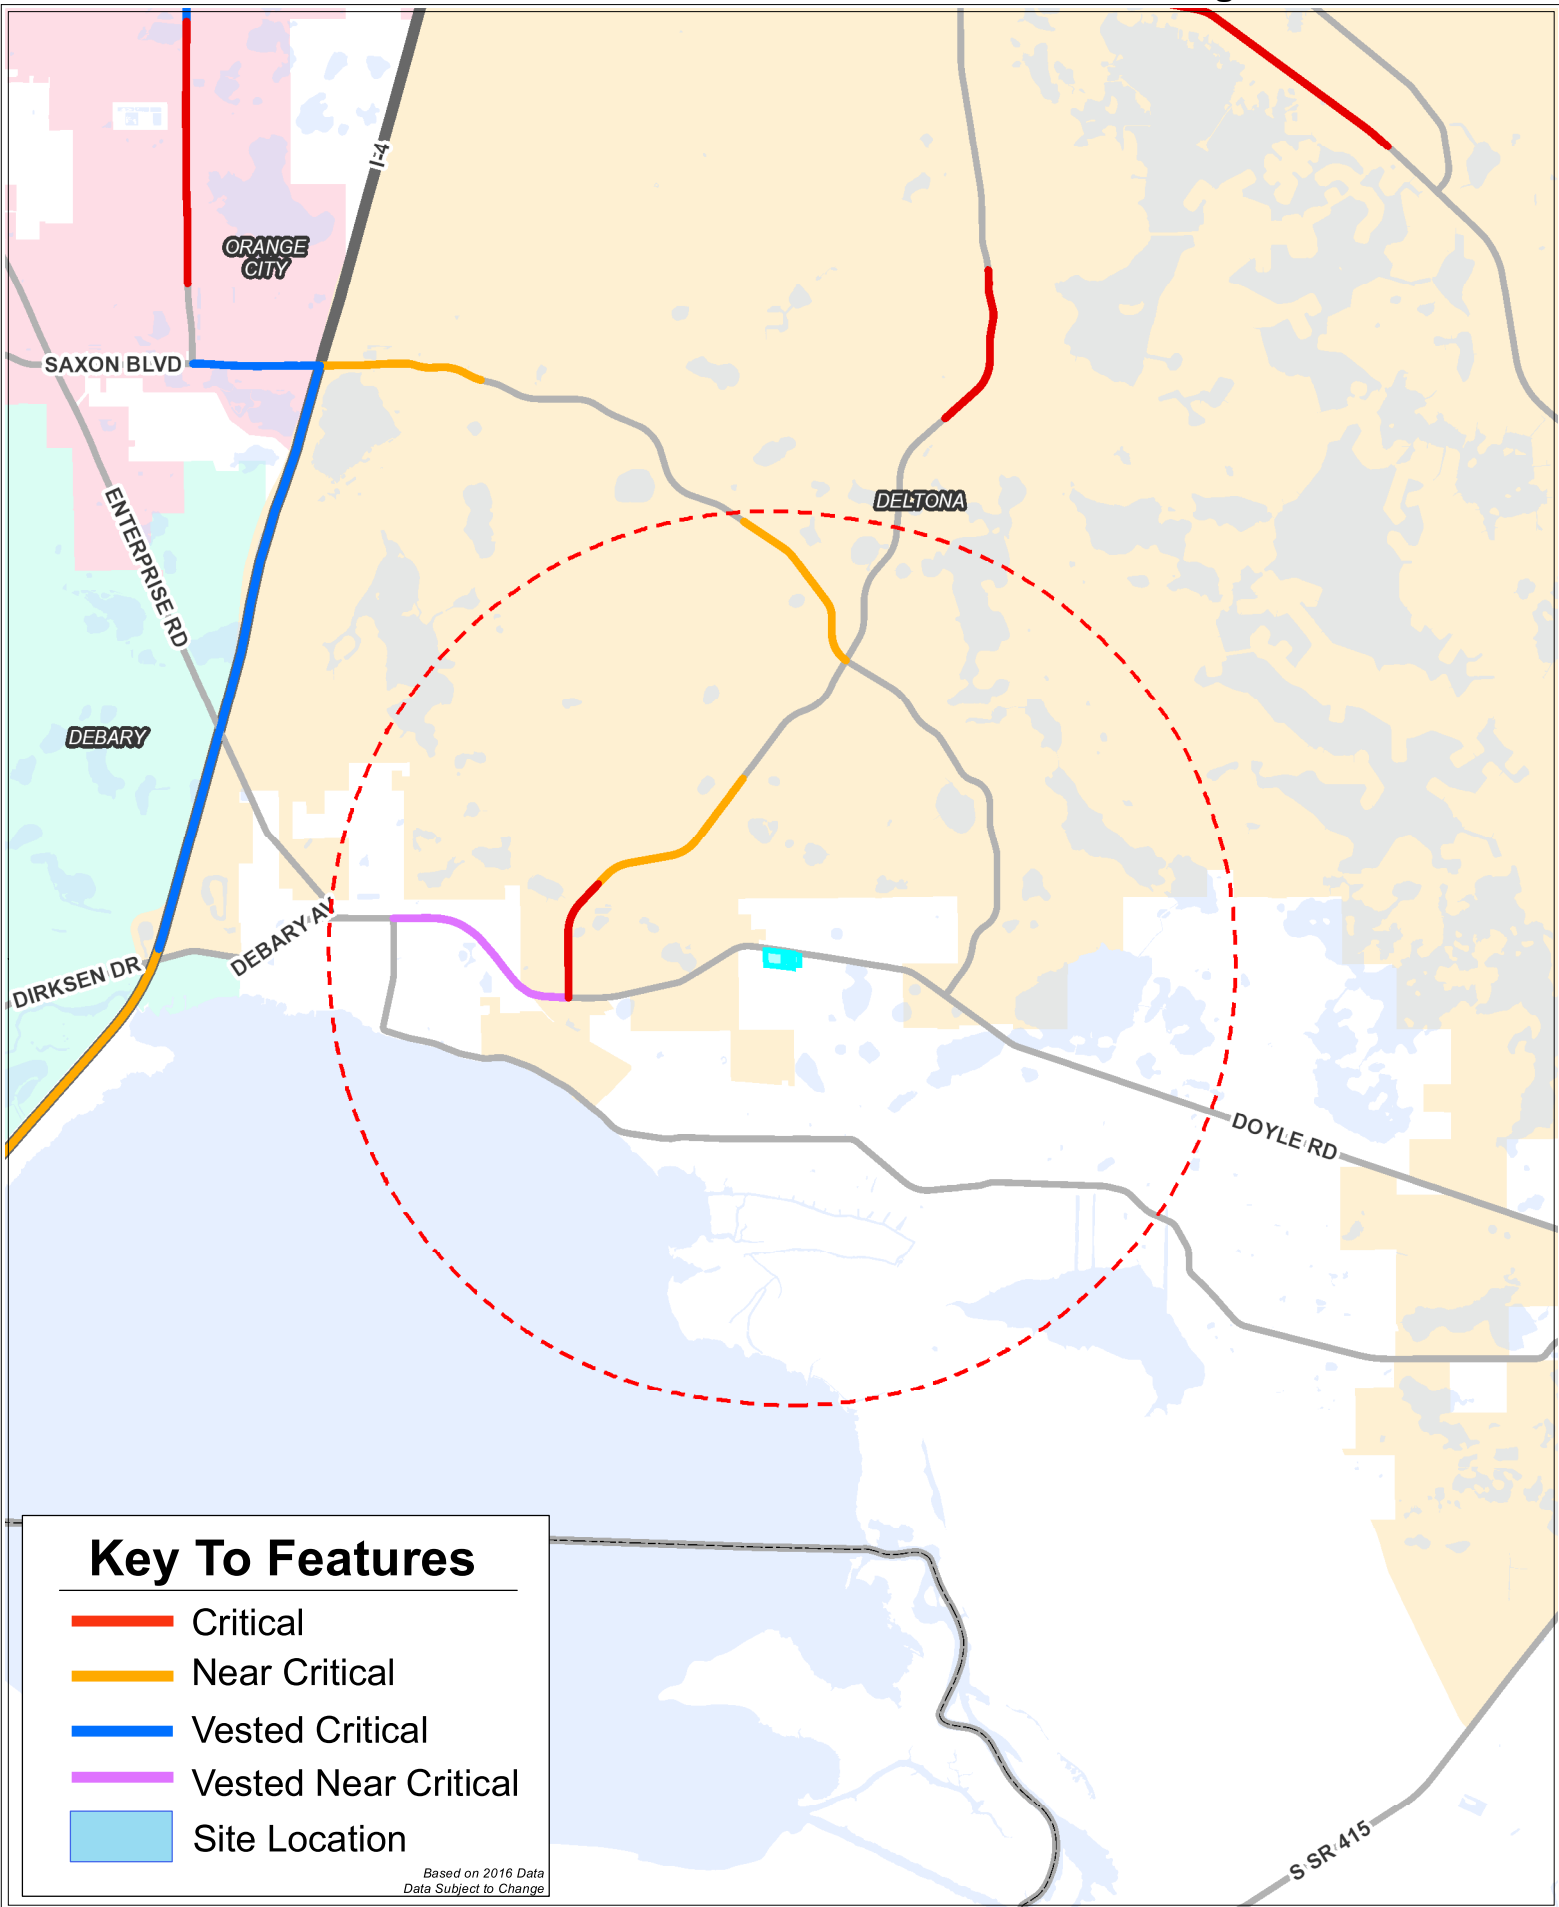 I-4
ORANGE
CITY
SAXON BLVD
DELTONA
ENTERPRISE RD
DEBARY
DEBARY AV
DIRKSEN DR
DOYLE RD
Key To Features
Critical
Near Critical
Vested Critical
Vested Near Critical
Site Location
Based on 2016 Data
Data Subject to Change
S SR 415